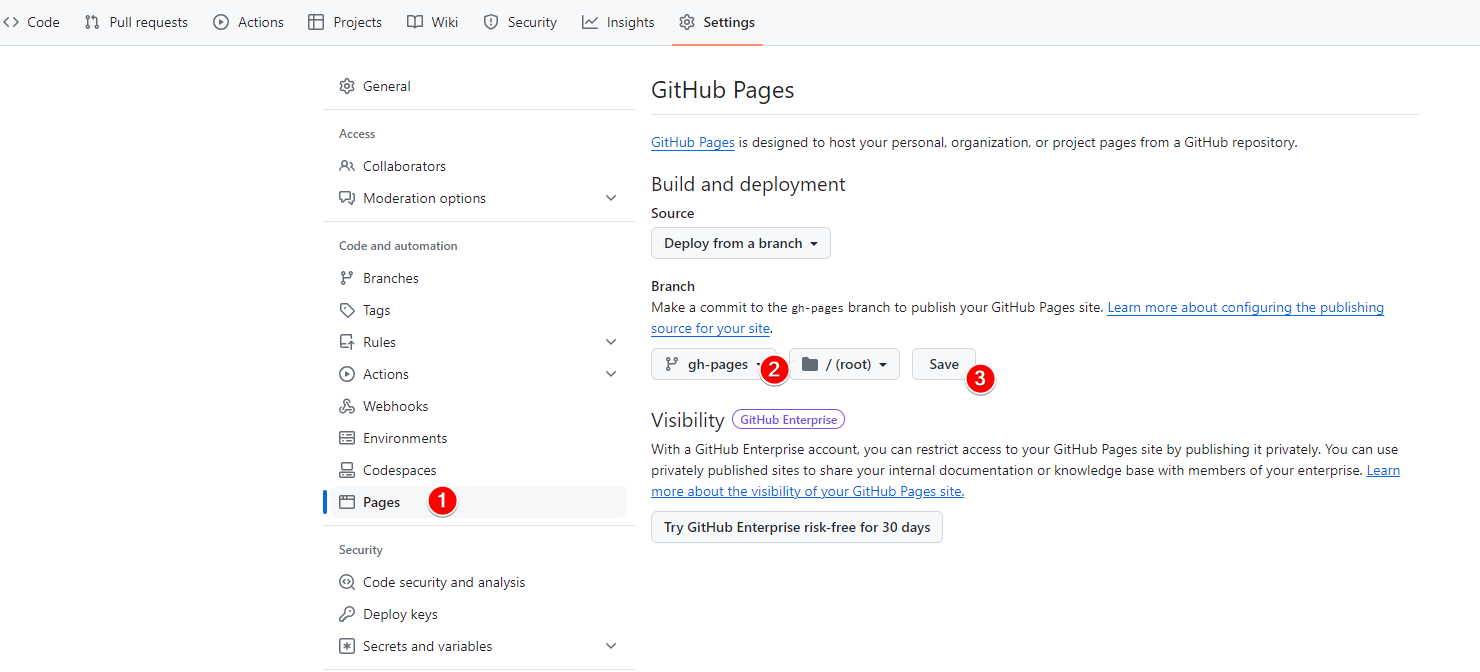 Code
Pull requests
Actions
Projects
Wiki
Security
Insights
Settings
General
Access
Collaborators
Moderation options
Code and automation
Branches
Tags
Rules
Actions
Webhooks
Environments
Codespaces
Pages
1
Security
Code security and analysis
Deploy keys
Secrets and variables
GitHub Pages
GitHub Pages is designed to host your personal, organization, or project pages from a GitHub repository.
Build and deployment
Source
Deploy from a branch
Branch
Make a commit to the gh-pages branch to publish your GitHub Pages site. Learn more about configuring the publishing
source for your site.
gh-pages
2
/ (root)
Save
3
Visibility
GitHub Enterprise
With a GitHub Enterprise account, you can restrict access to your GitHub Pages site by publishing it privately. You can use
privately published sites to share your internal documentation or knowledge base with members of your enterprise. Learn
more about the visibility of your GitHub Pages site.
Try GitHub Enterprise risk-free for 30 days